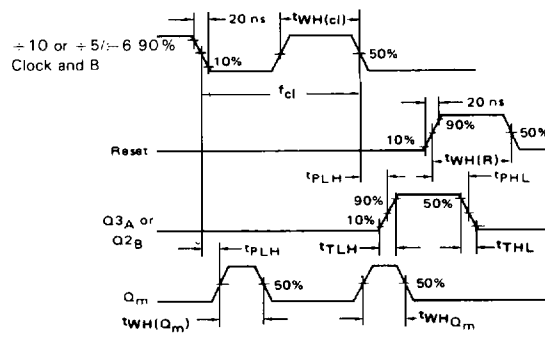 20 ns
tWH(cl)
÷10 or ÷5/÷6 90%
Clock and B
10%
50%
fcl
20 ns
90%
50%
10%
Reset
tWH(R)
tPLH
tPHL
90%
50%
10%
Q3A or
Q2B
tTLH
tTHL
tPLH
50%
50%
Qm
tWH(Qm)
tWHQm